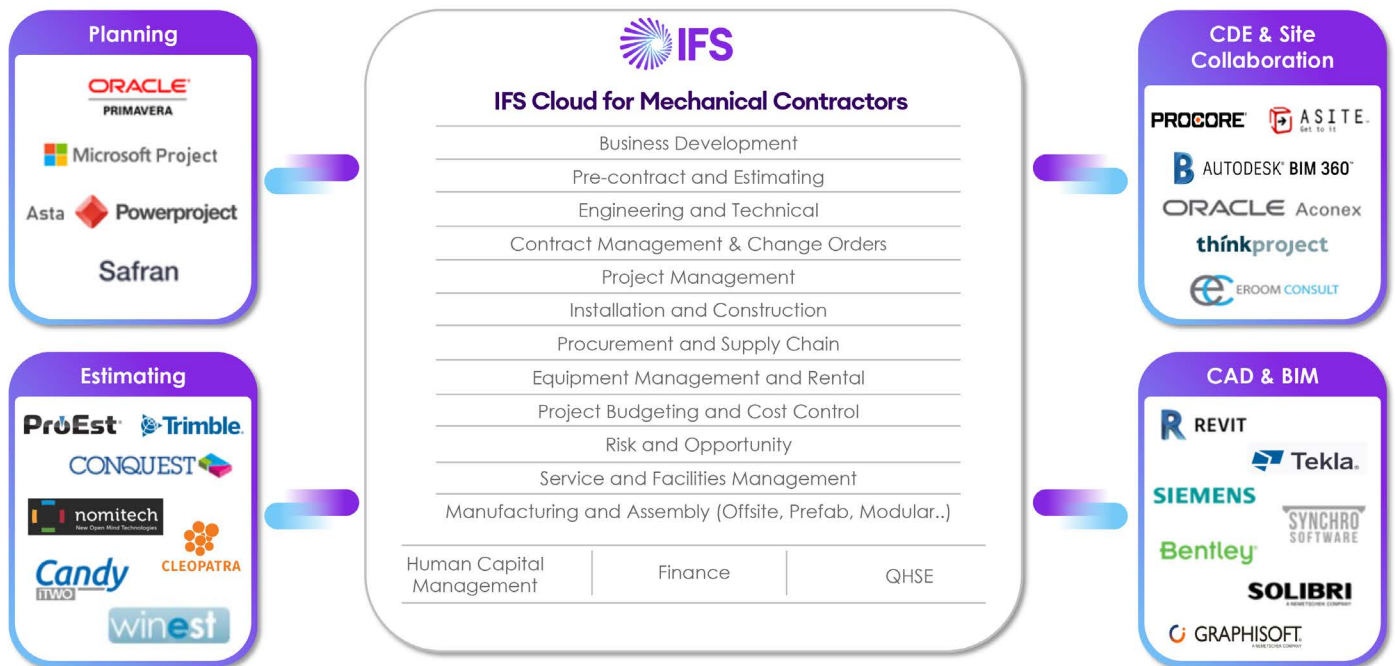 Planning
ORACLE®
PRIMAVERA
Microsoft Project
Asta Powerproject
Safran
Estimating
ProEst Trimble.
CONQUEST
nomitech
New Open Mind Technologies
CLEOPATRA
Candy
iTWO
winest
IFS
IFS Cloud for Mechanical Contractors
Business Development
Pre-contract and Estimating
Engineering and Technical
Contract Management & Change Orders
Project Management
Installation and Construction
Procurement and Supply Chain
Equipment Management and Rental
Project Budgeting and Cost Control
Risk and Opportunity
Service and Facilities Management
Manufacturing and Assembly (Offsite, Prefab, Modular..)
Human Capital
Management
Finance
QHSE
CDE & Site
Collaboration
PROCORE ASITE.
Get to it
B AUTODESK® BIM 360™
ORACLE Aconex
thinkproject
EC EROOM CONSULT
CAD & BIM
R REVIT
Tekla®
SIEMENS
SYNCHRO
SOFTWARE
Bentley®
SOLIBRI
A NEMETSCHEK COMPANY
GRAPHISOFT.
A NEMETSCHEK COMPANY